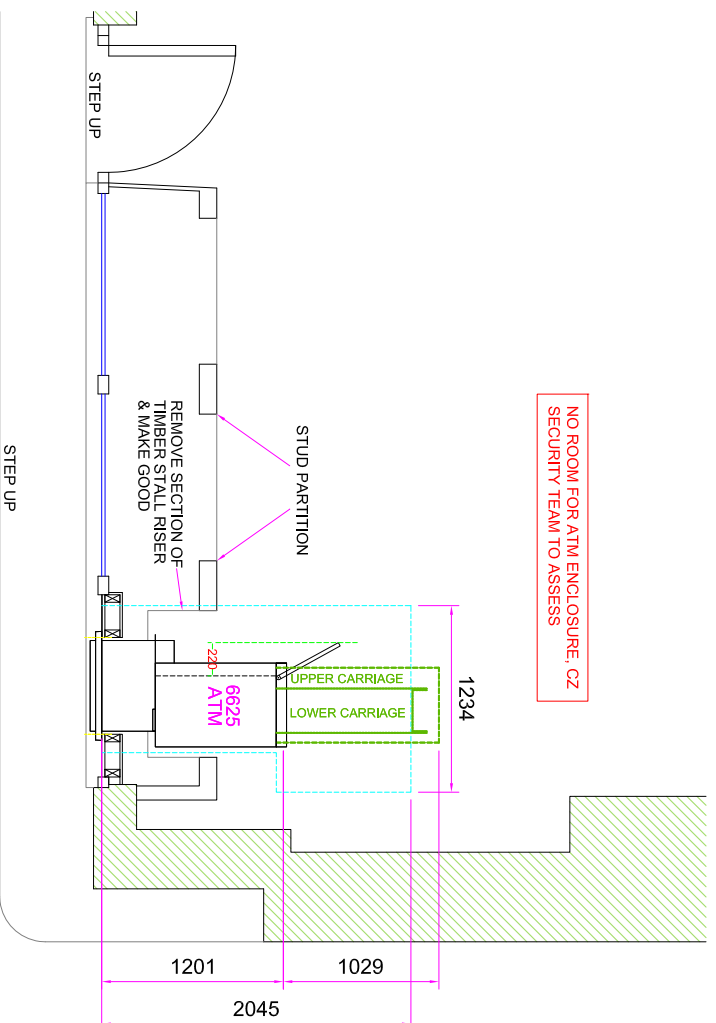 STEP UP
NO ROOM FOR ATM ENCLOSURE, CZ
SECURITY TEAM TO ASSESS
STUD PARTITION
REMOVE SECTION OF
TIMBER STALL RISER
& MAKE GOOD
STEP UP
220
6625
ATM
UPPER CARRIAGE
LOWER CARRIAGE
1234
1201
1029
2045